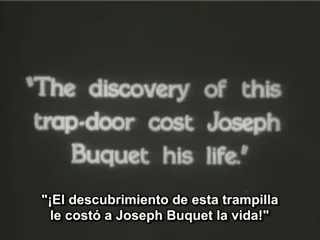 "The discovery of this
trap-door cost Joseph
Buquet his life."
"¡El descubrimiento de esta trampilla
le costó a Joseph Buquet la vida!"